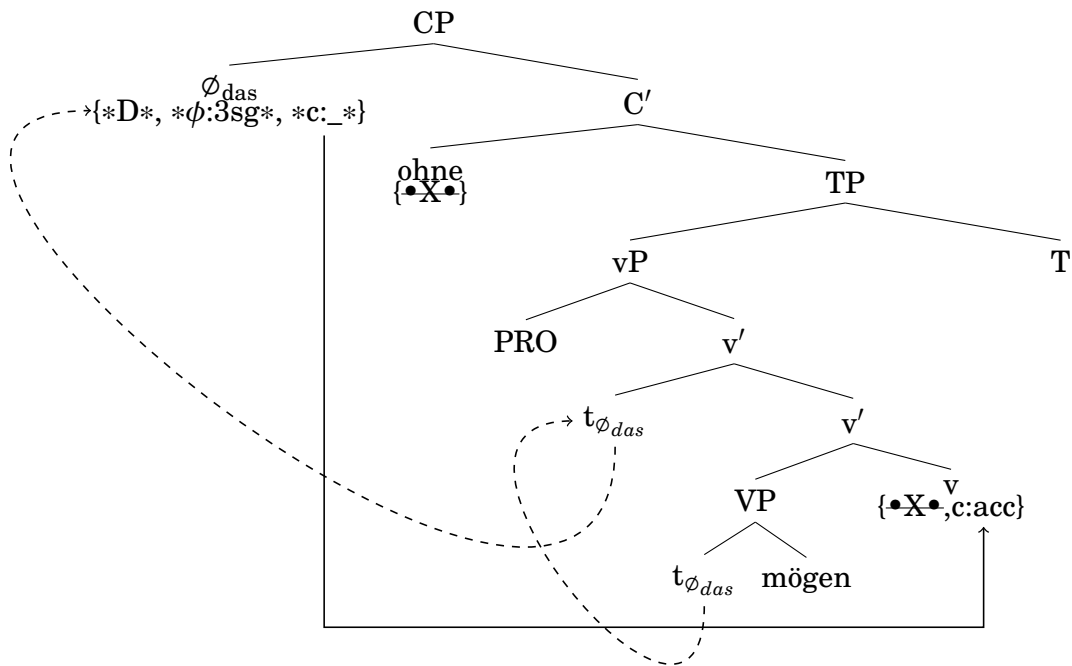 CP
∅das
{∗D∗, ∗ϕ:3sg∗, ∗c:_∗}
C′
ohne
{•X•}
TP
vP
T
PRO
v′
t∅das
v′
VP
v
{•X•,c:acc}
t∅das
mögen